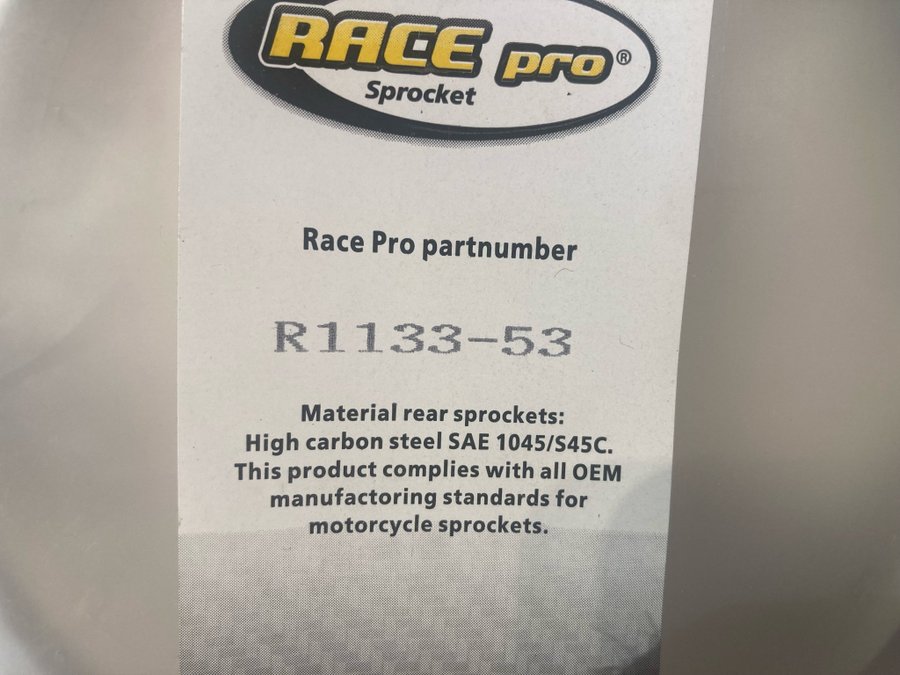 RACE pro®
Sprocket
Race Pro partnumber
R1133-53
Material rear sprockets:
High carbon steel SAE 1045/S45C.
This product complies with all OEM
manufactoring standards for
motorcycle sprockets.